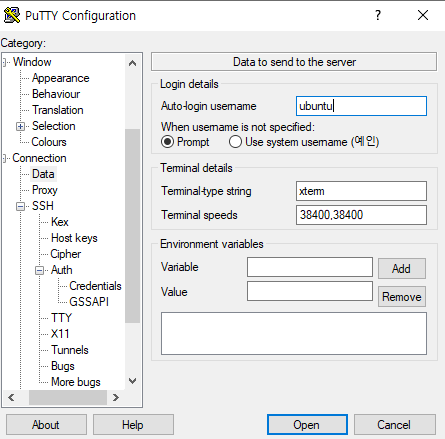 PuTTY Configuration
? ×
Category:
Window
Appearance
Behaviour
Translation
Selection
Colours
Connection
Data
Proxy
SSH
Kex
Host keys
Cipher
Auth
Credentials
GSSAPI
TTY
X11
Tunnels
Bugs
More bugs
Data to send to the server
Login details
Auto-login username ubuntu
When username is not specified:
Prompt Use system username (예인)
Terminal details
Terminal-type string xterm
Terminal speeds 38400,38400
Environment variables
Variable Add
Value Remove
About Help Open Cancel